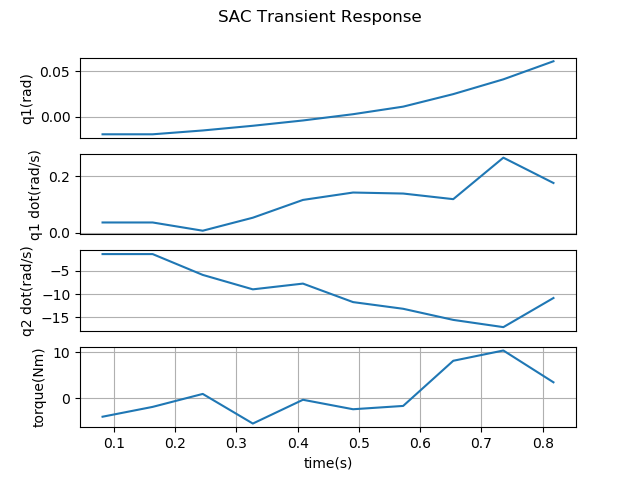 SAC Transient Response
q1(rad)
0.05
0.00
q1 dot(rad/s)
0.2
0.0
q2 dot(rad/s)
−5
−10
−15
torque(Nm)
10
0
0.1 0.2 0.3 0.4 0.5 0.6 0.7 0.8
time(s)